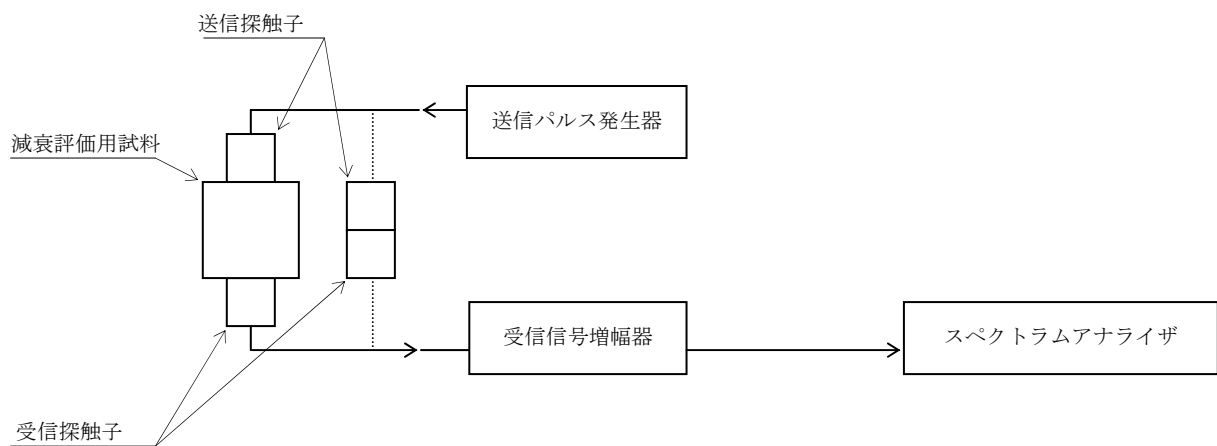 送信探触子
送信パルス発生器
減衰評価用試料
受信信号増幅器
スペクトラムアナライザ
受信探触子